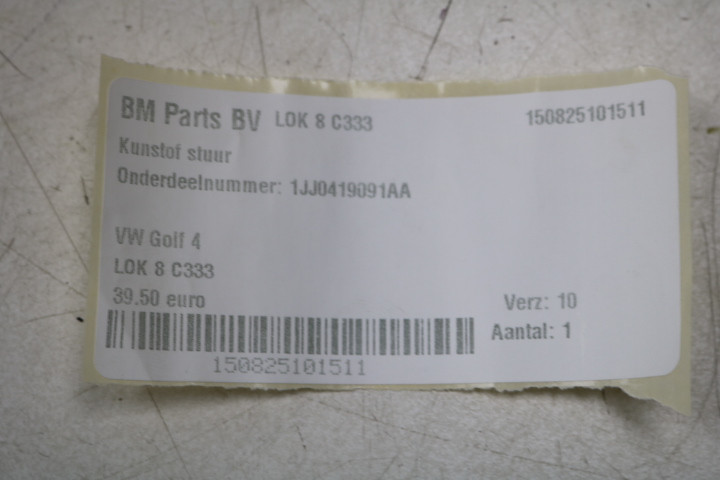 BM Parts BV LOK 8 C333 150825101511
Kunstof stuur
Onderdeelnummer: 1JJ0419091AA
VW Golf 4
LOK 8 C333
39.50 euro
Verz: 10
Aantal: 1
150825101511